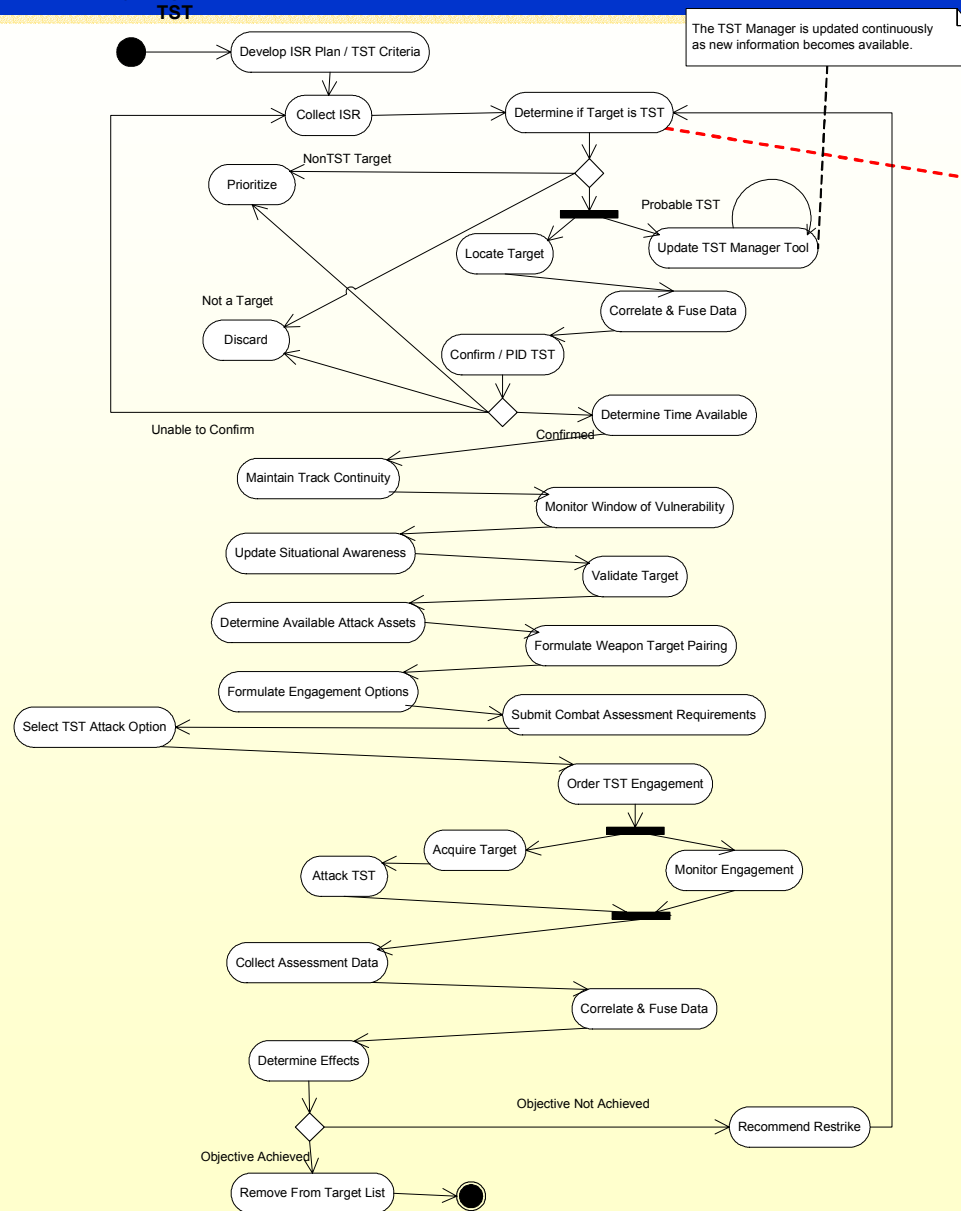 TST
The TST Manager is updated continuously
as new information becomes available.
Develop ISR Plan / TST Criteria
Collect ISR
Determine if Target is TST
NonTST Target
Prioritize
Probable TST
Locate Target
Update TST Manager Tool
Not a Target
Correlate & Fuse Data
Discard
Confirm / PID TST
Determine Time Available
Unable to Confirm
Confirmed
Maintain Track Continuity
Monitor Window of Vulnerability
Update Situational Awareness
Validate Target
Determine Available Attack Assets
Formulate Weapon Target Pairing
Formulate Engagement Options
Submit Combat Assessment Requirements
Select TST Attack Option
Order TST Engagement
Acquire Target
Attack TST
Monitor Engagement
Collect Assessment Data
Correlate & Fuse Data
Determine Effects
Objective Not Achieved
Recommend Restrike
Objective Achieved
Remove From Target List